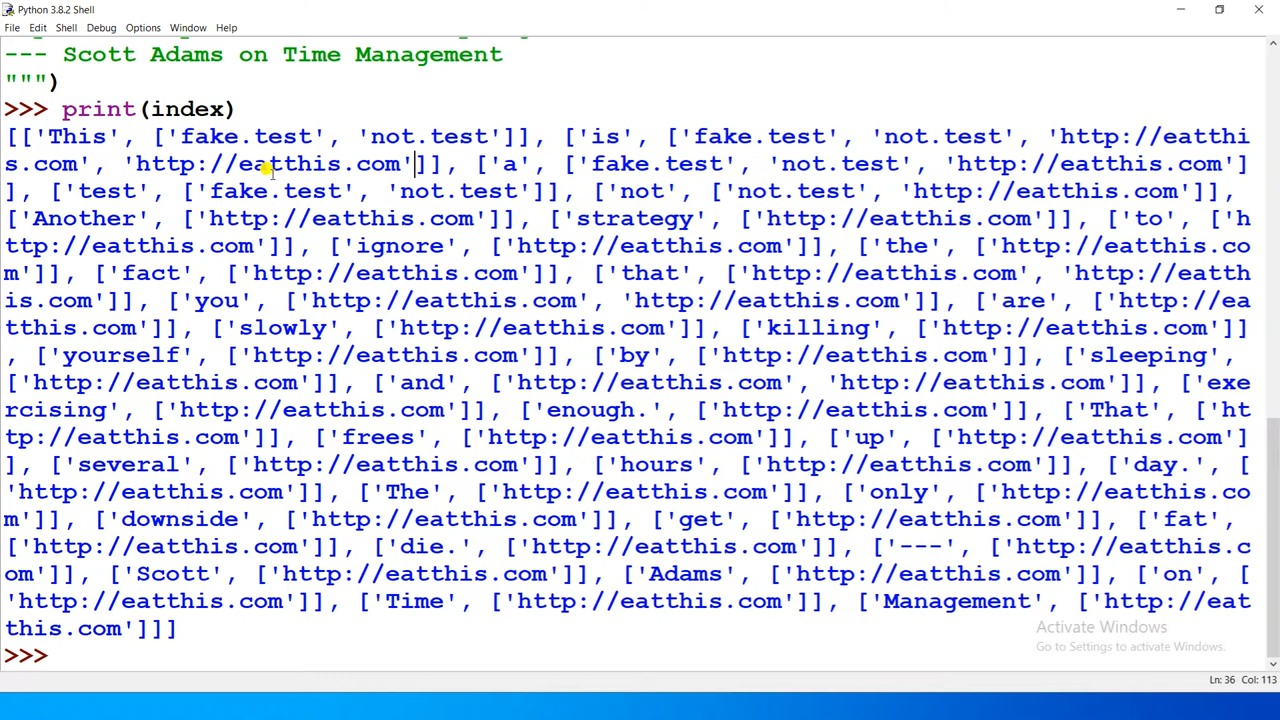 Python 3.8.2 Shell
File Edit Shell Debug Options Window Help
--- Scott Adams on Time Management
""")
>>> print(index)
[['This', ['fake.test', 'not.test']], ['is', ['fake.test', 'not.test', 'http://eatthi
s.com', 'http://eatthis.com']], ['a', ['fake.test', 'not.test', 'http://eatthis.com']
], ['test', ['fake.test', 'not.test']], ['not', ['not.test', 'http://eatthis.com']],
['Another', ['http://eatthis.com']], ['strategy', ['http://eatthis.com']], ['to', ['h
ttp://eatthis.com']], ['ignore', ['http://eatthis.com']], ['the', ['http://eatthis.co
m']], ['fact', ['http://eatthis.com']], ['that', ['http://eatthis.com', 'http://eatth
is.com']], ['you', ['http://eatthis.com', 'http://eatthis.com']], ['are', ['http://ea
tthis.com']], ['slowly', ['http://eatthis.com']], ['killing', ['http://eatthis.com']]
, ['yourself', ['http://eatthis.com']], ['by', ['http://eatthis.com']], ['sleeping',
['http://eatthis.com']], ['and', ['http://eatthis.com', 'http://eatthis.com']], ['exe
rcising', ['http://eatthis.com']], ['enough.', ['http://eatthis.com']], ['That', ['ht
tp://eatthis.com']], ['frees', ['http://eatthis.com']], ['up', ['http://eatthis.com']
], ['several', ['http://eatthis.com']], ['hours', ['http://eatthis.com']], ['day.', [
'http://eatthis.com']], ['The', ['http://eatthis.com']], ['only', ['http://eatthis.co
m']], ['downside', ['http://eatthis.com']], ['get', ['http://eatthis.com']], ['fat',
['http://eatthis.com']], ['die.', ['http://eatthis.com']], ['---', ['http://eatthis.c
om']], ['Scott', ['http://eatthis.com']], ['Adams', ['http://eatthis.com']], ['on', [
'http://eatthis.com']], ['Time', ['http://eatthis.com']], ['Management', ['http://eat
this.com']]]
>>>
Activate Windows
Go to Settings to activate Windows.
Ln: 36 Col: 113